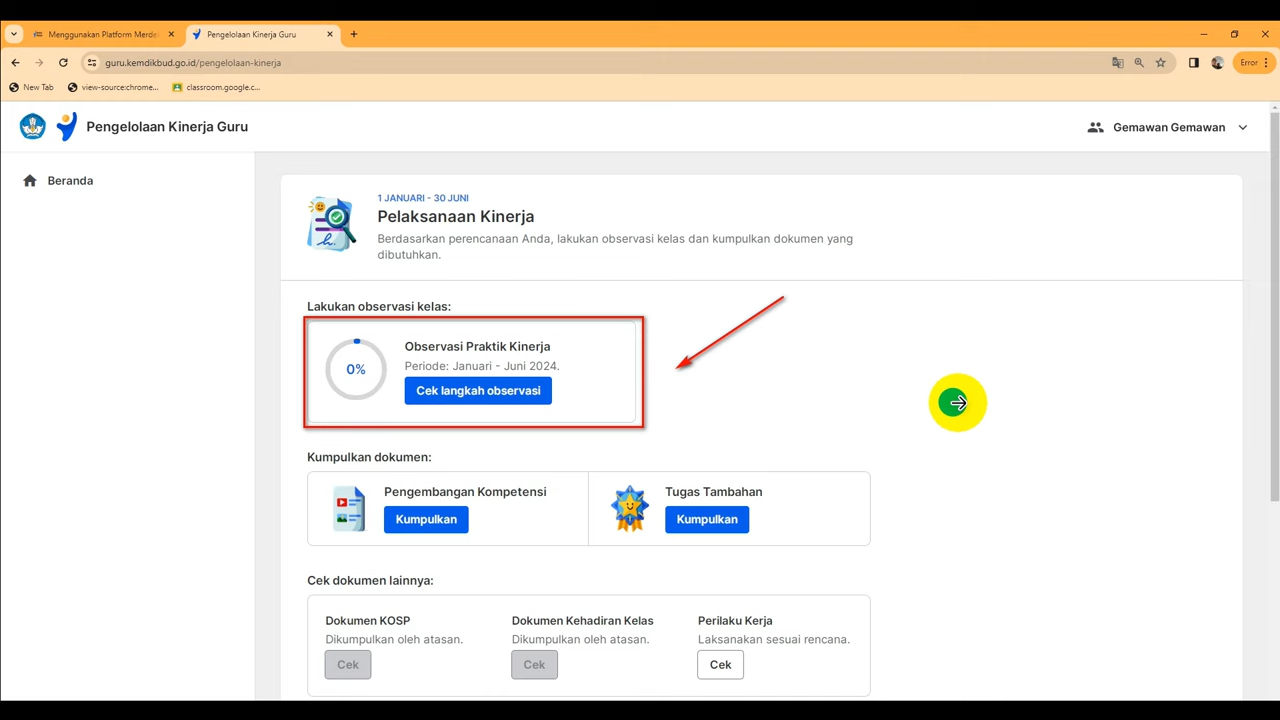 Menggunakan Platform Merde
Pengelolaan Kinerja Guru
guru.kemdikbud.go.id/pengelolaan-kinerja
Error
New Tab
view-source:chrome...
classroom.google.c...
Pengelolaan Kinerja Guru
Gemawan Gemawan
Beranda
1 JANUARI - 30 JUNI
Pelaksanaan Kinerja
Berdasarkan perencanaan Anda, lakukan observasi kelas dan kumpulkan dokumen yang
dibutuhkan.
Lakukan observasi kelas:
0%
Observasi Praktik Kinerja
Periode: Januari - Juni 2024.
Cek langkah observasi
Kumpulkan dokumen:
Pengembangan Kompetensi
Kumpulkan
Tugas Tambahan
Kumpulkan
Cek dokumen lainnya:
Dokumen KOSP
Dikumpulkan oleh atasan.
Cek
Dokumen Kehadiran Kelas
Dikumpulkan oleh atasan.
Cek
Perilaku Kerja
Laksanakan sesuai rencana.
Cek